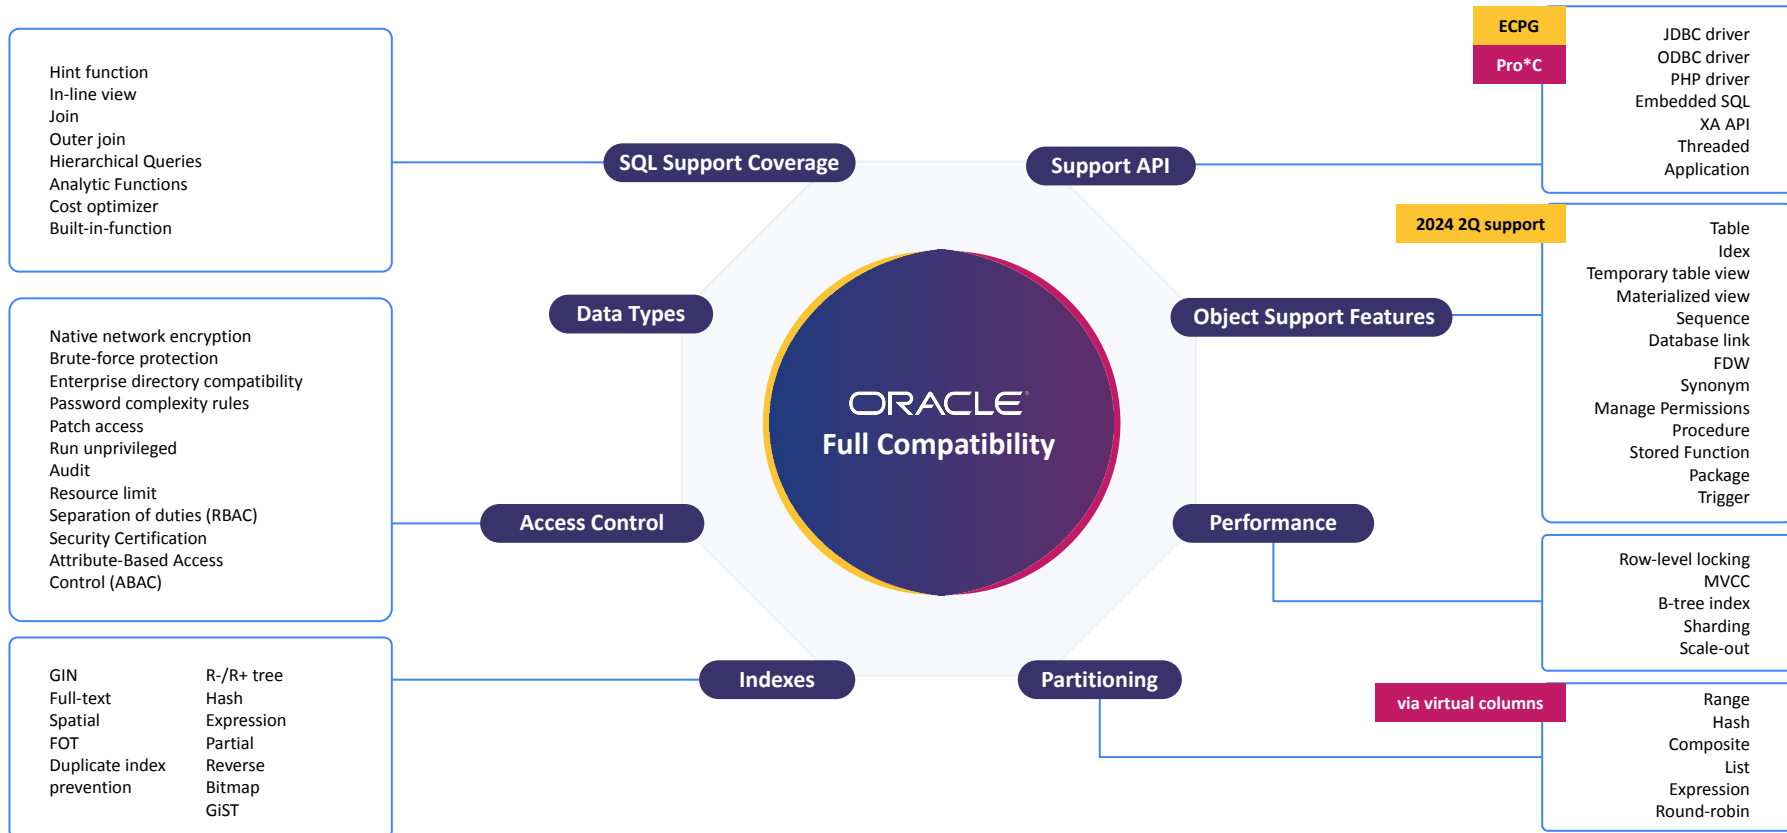 Hint function
In-line view
Join
Outer join
Hierarchical Queries
Analytic Functions
Cost optimizer
Built-in-function
SQL Support Coverage
Data Types
Native network encryption
Brute-force protection
Enterprise directory compatibility
Password complexity rules
Patch access
Run unprivileged
Audit
Resource limit
Separation of duties (RBAC)
Security Certification
Attribute-Based Access
Control (ABAC)
Access Control
GIN
Full-text
Spatial
FOT
Duplicate index
prevention
R-/R+ tree
Hash
Expression
Partial
Reverse
Bitmap
GiST
Indexes
ORACLE
Full Compatibility
Support API
ECPG
Pro*C
JDBC driver
ODBC driver
PHP driver
Embedded SQL
XA API
Threaded
Application
Object Support Features
2024 2Q support
Table
Idex
Temporary table view
Materialized view
Sequence
Database link
FDW
Synonym
Manage Permissions
Procedure
Stored Function
Package
Trigger
Performance
Row-level locking
MVCC
B-tree index
Sharding
Scale-out
Partitioning
via virtual columns
Range
Hash
Composite
List
Expression
Round-robin